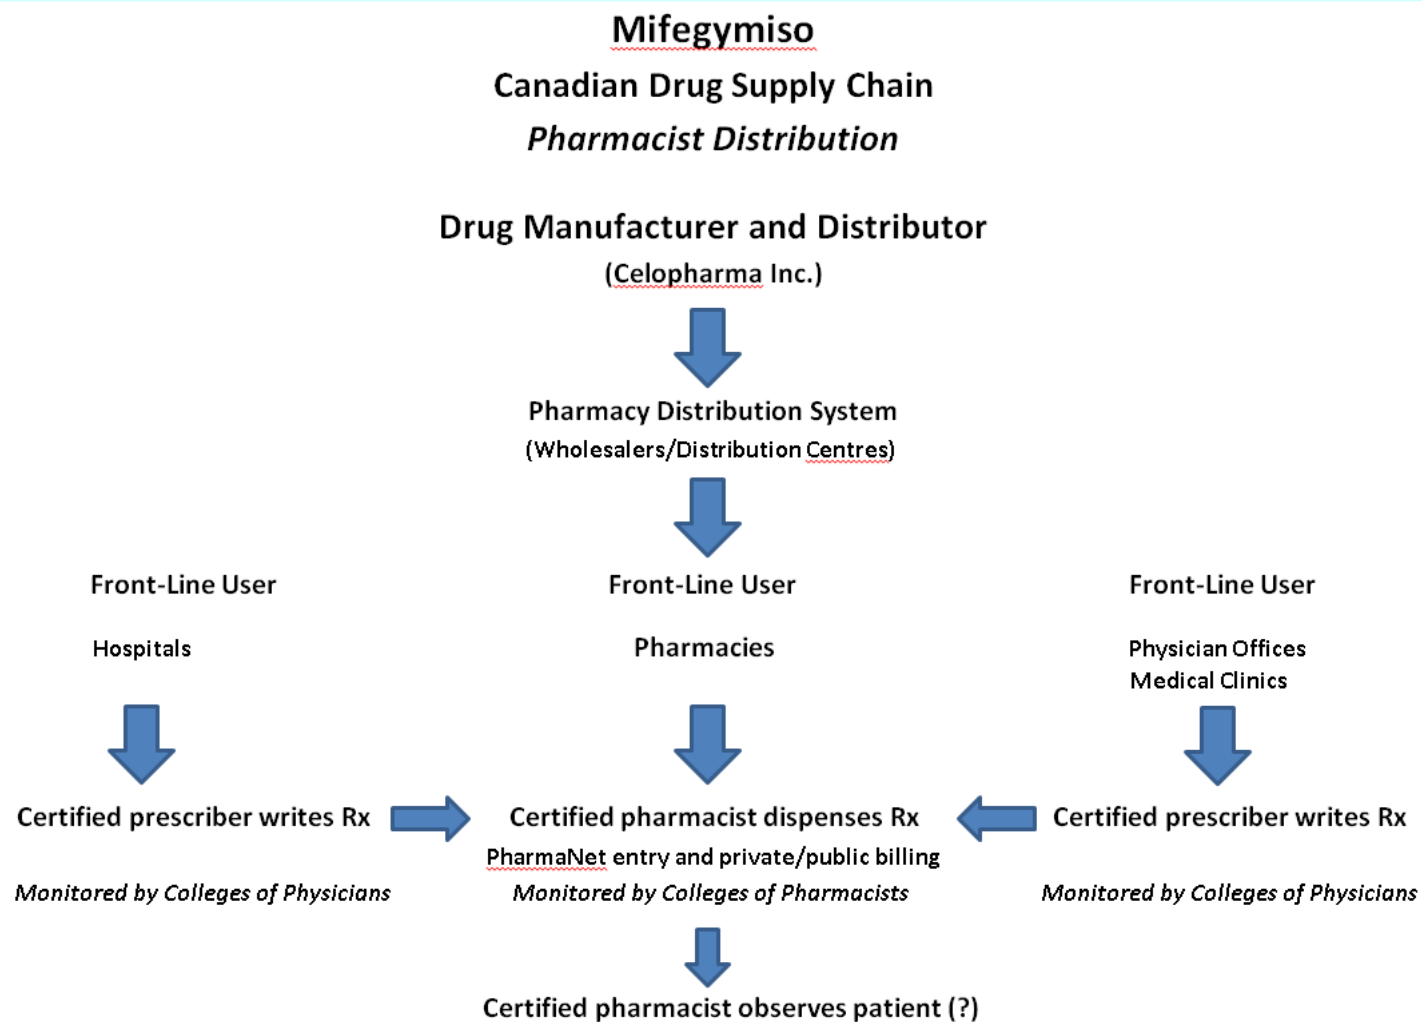 Mifegymiso
Canadian Drug Supply Chain
Pharmacist Distribution
Drug Manufacturer and Distributor
(Celopharma Inc.)
Pharmacy Distribution System
(Wholesalers/Distribution Centres)
Front-Line User
Hospitals
Front-Line User
Pharmacies
Front-Line User
Physician Offices
Medical Clinics
Certified prescriber writes Rx
Monitored by Colleges of Physicians
Certified pharmacist dispenses Rx
PharmaNet entry and private/public billing
Monitored by Colleges of Pharmacists
Certified prescriber writes Rx
Monitored by Colleges of Physicians
Certified pharmacist observes patient (?)